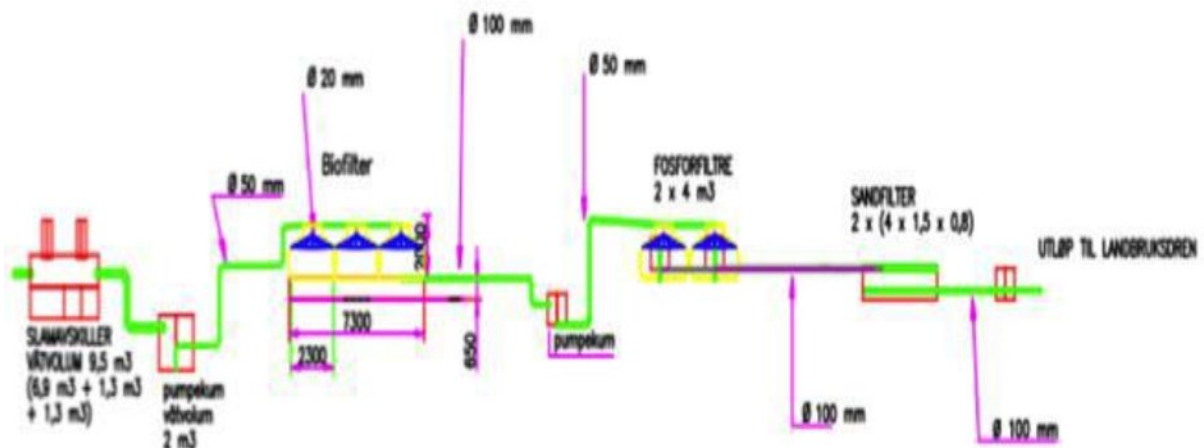 Ø 100 mm
Ø 50 mm
Ø 20 mm
Biofilter
Ø 50 mm
FOSFORFILTRE
2 x 4 m3
SANDFILTER
2 x (4 x 1,5 x 0,8)
UTLØP TIL LANDBRUKSDREN
SLAMAVSKILLER
VÅTVOLUM 9,5 m3
(6,9 m3 + 1,3 m3
+ 1,3 m3)
pumpekum
våtvolum
2 m3
7300
2300
650
pumpekum
Ø 100 mm
Ø 100 mm